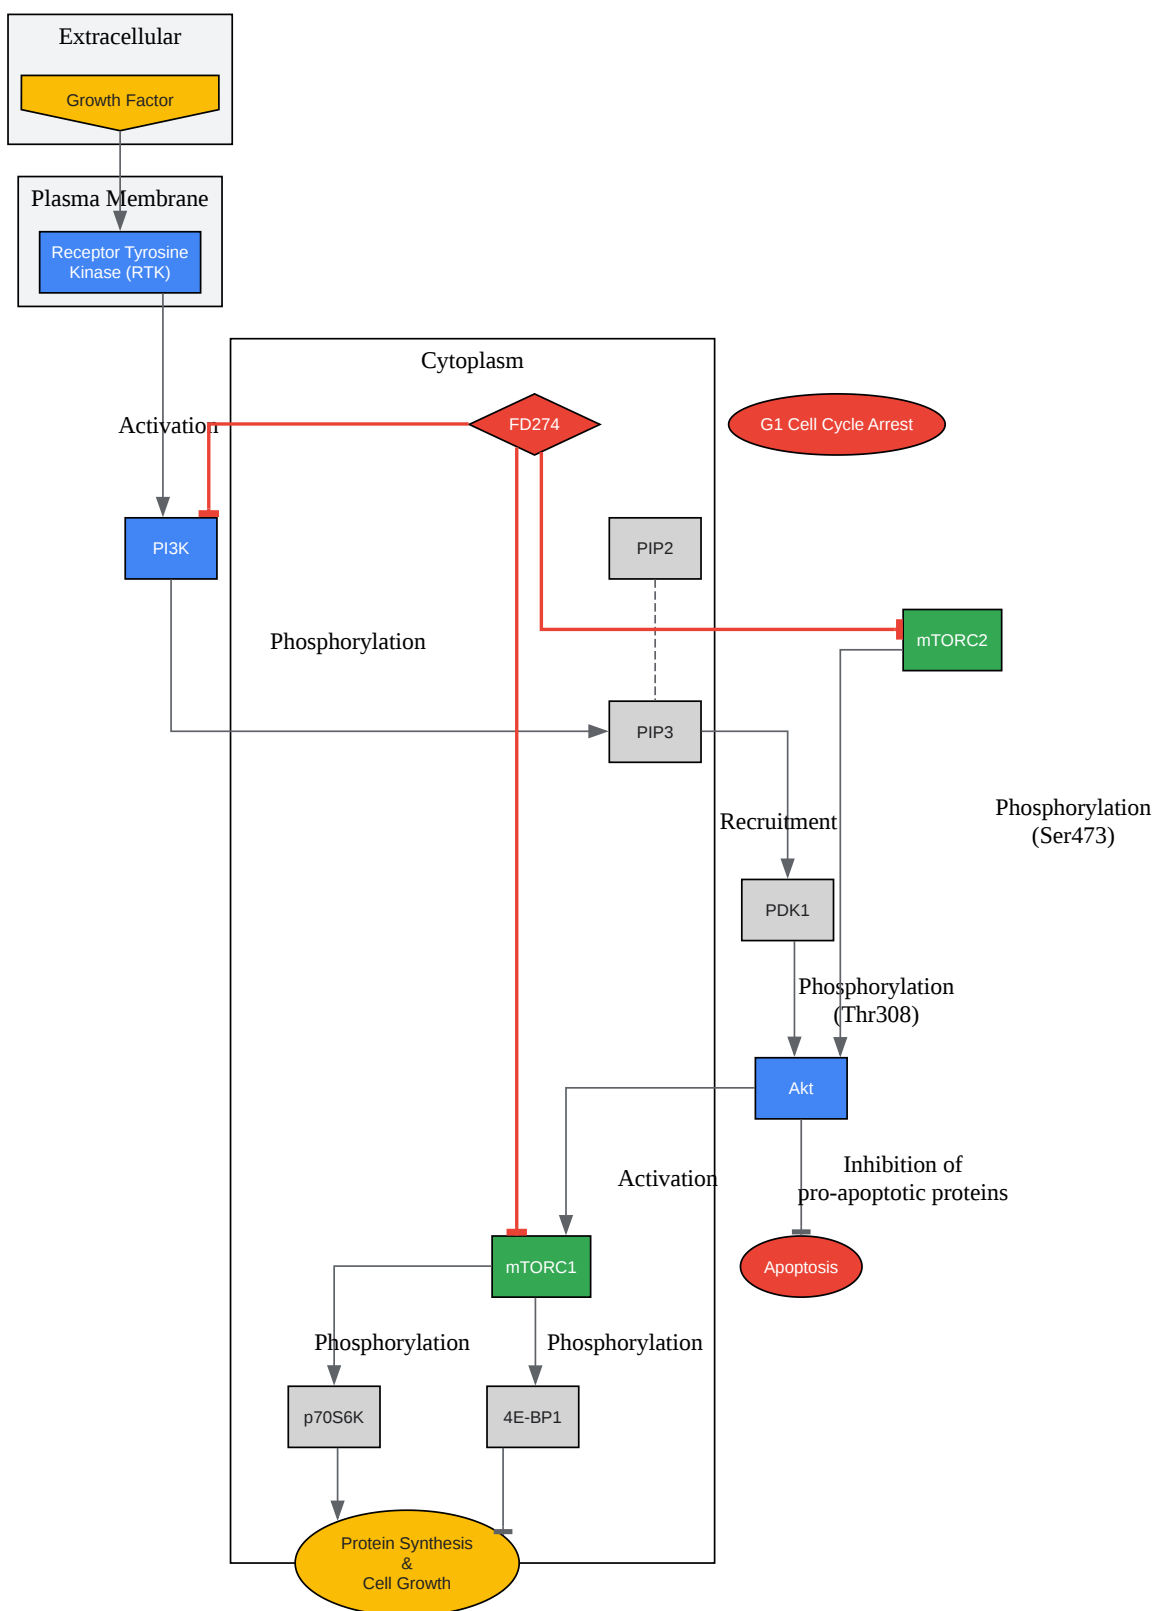 Extracellular
Growth Factor
Plasma Membrane
Receptor Tyrosine
Kinase (RTK)
Cytoplasm
Activation
FD274
G1 Cell Cycle Arrest
PI3K
PIP2
Phosphorylation
mTORC2
PIP3
Recruitment
Phosphorylation
(Ser473)
PDK1
Phosphorylation
(Thr308)
Akt
Activation
Inhibition of
pro-apoptotic proteins
mTORC1
Apoptosis
Phosphorylation
Phosphorylation
p70S6K
4E-BP1
Protein Synthesis
&
Cell Growth